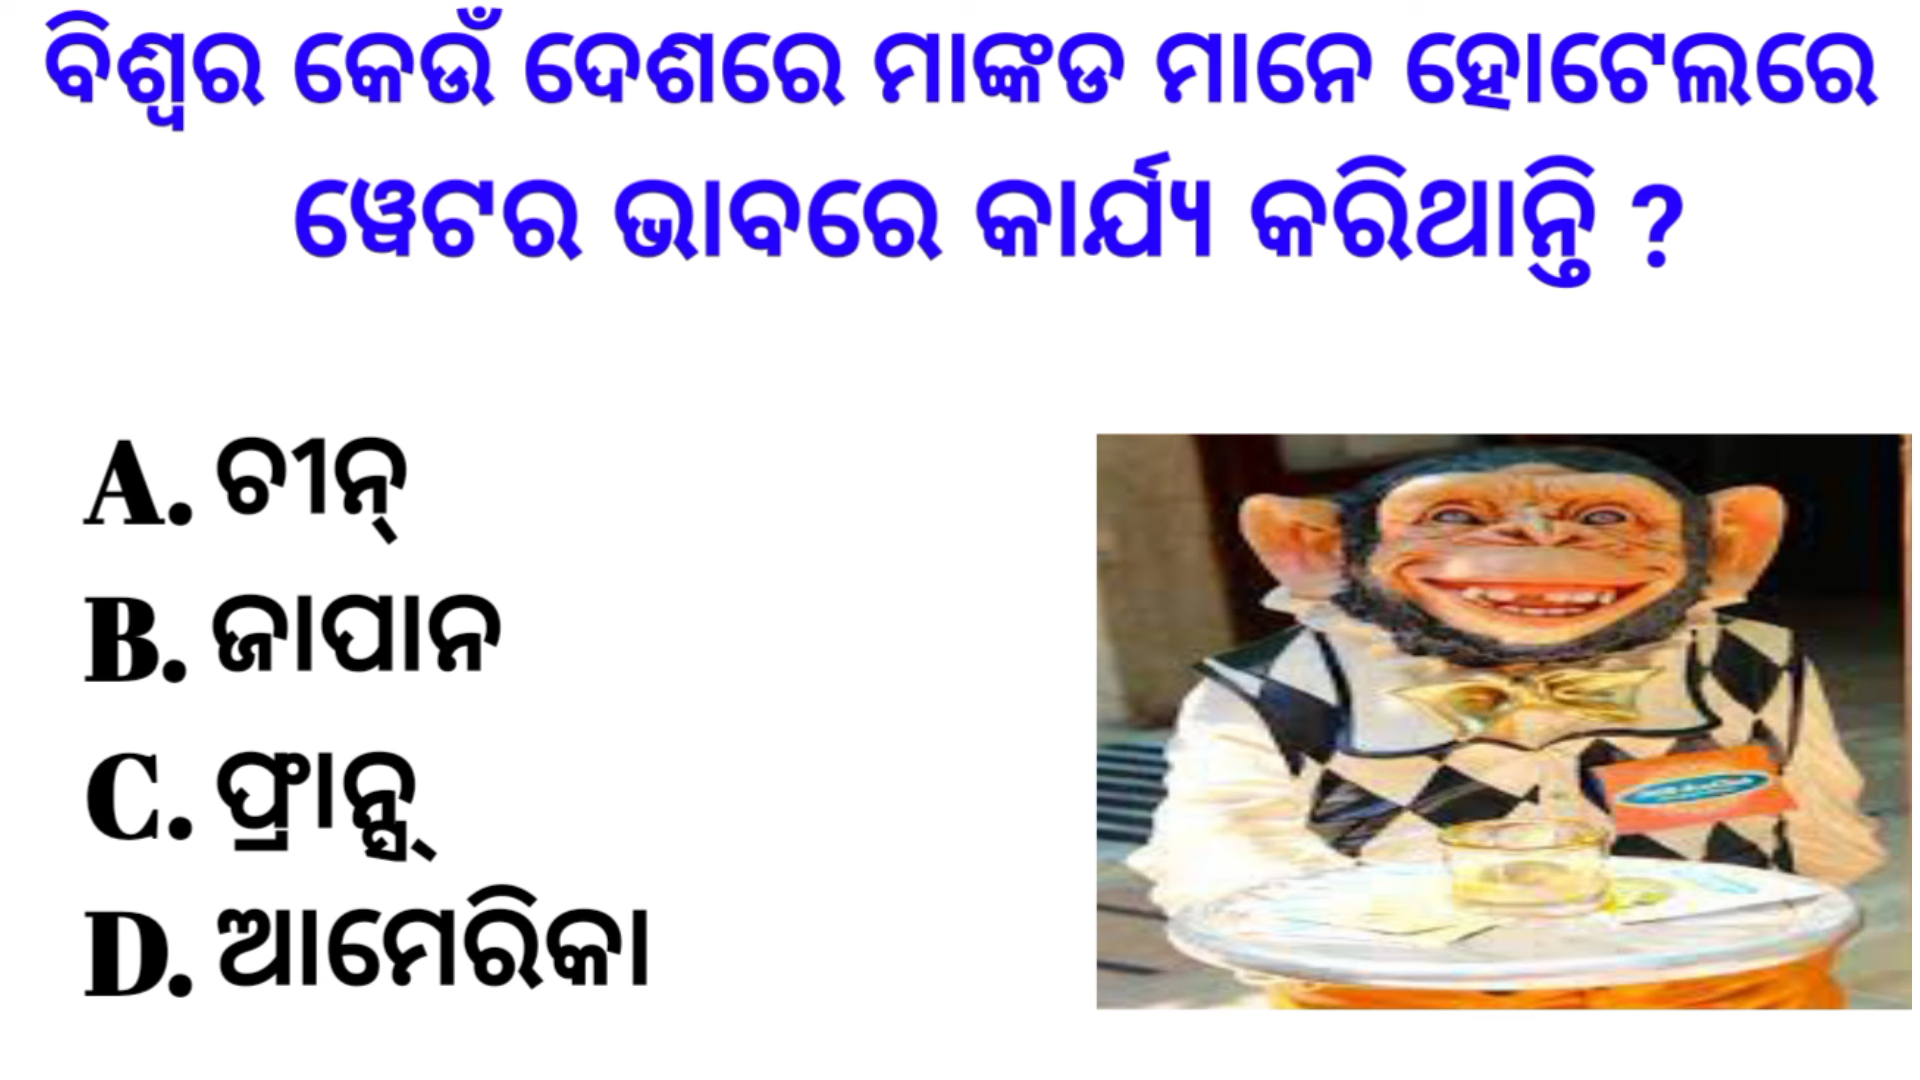 ବିଶ୍ୱର କେଉଁ ଦେଶରେ ମାଙ୍କଡ ମାନେ ହୋଟେଲରେ
ୱେଟର ଭାବରେ କାର୍ଯ୍ୟ କରିଥାନ୍ତି ?
A. ଚୀନ୍
B. ଜାପାନ
C. ଫ୍ରାନ୍ସ୍
D. ଆମେରିକା